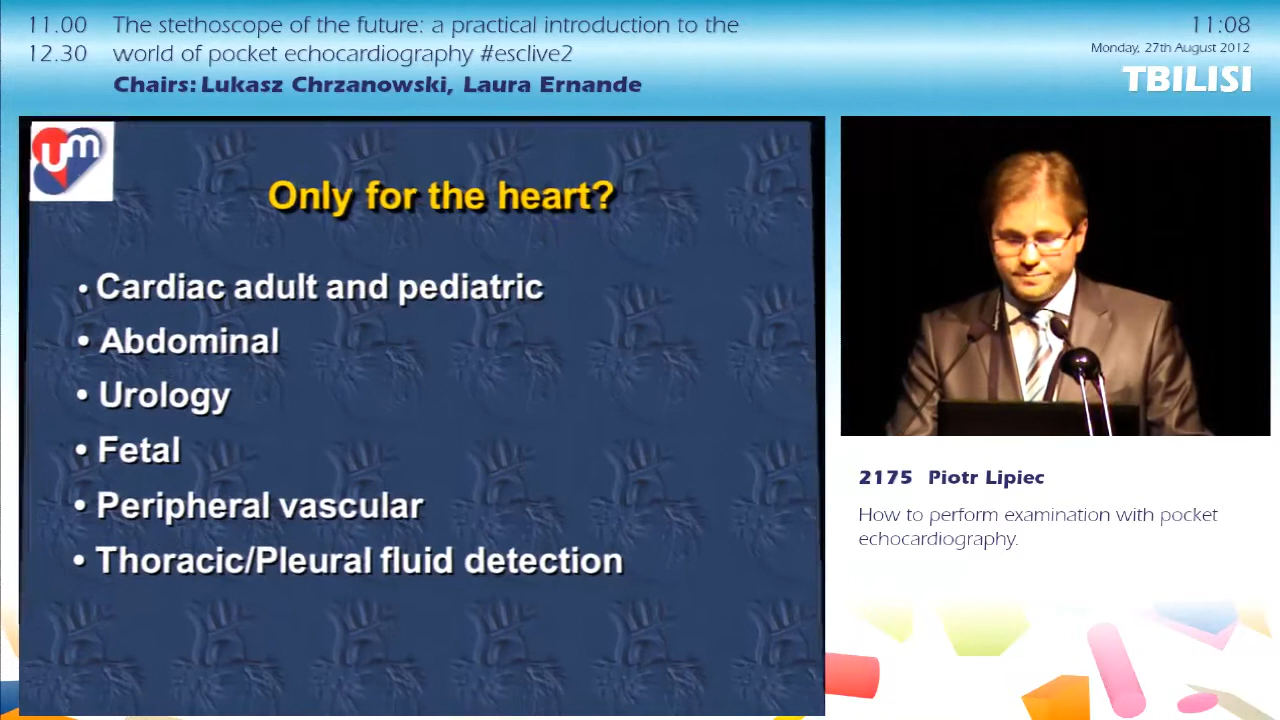 11.00 The stethoscope of the future: a practical introduction to the
12.30 world of pocket echocardiography #esclive2
Chairs: Lukasz Chrzanowski, Laura Ernande
11:08
Monday, 27th August 2012
TBILISI
um
Only for the heart?
• Cardiac adult and pediatric
• Abdominal
• Urology
• Fetal
• Peripheral vascular
• Thoracic/Pleural fluid detection
2175 Piotr Lipiec
How to perform examination with pocket
echocardiography.